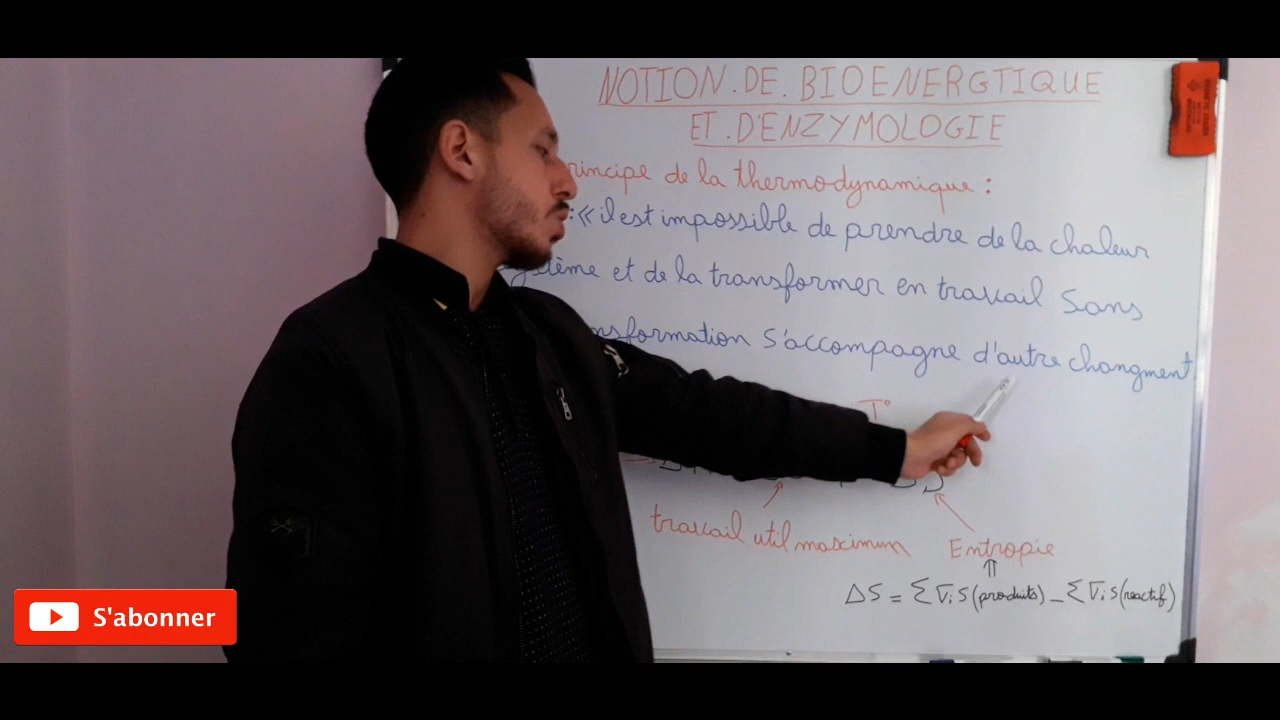 NOTION.DE.BIOENERGTIQUE
ET.D'ENZYMOLOGIE
rincipe de la thermodynamique :
:« il est impossible de prendre de la chaleur
tème et de la transformer en travail Sans
nsformation s'accompagne d'autre changment
T°
travail util maximum
Entropie
ΔS = Σ Vi S(produits) _ Σ Vi S(reactif)
S'abonner